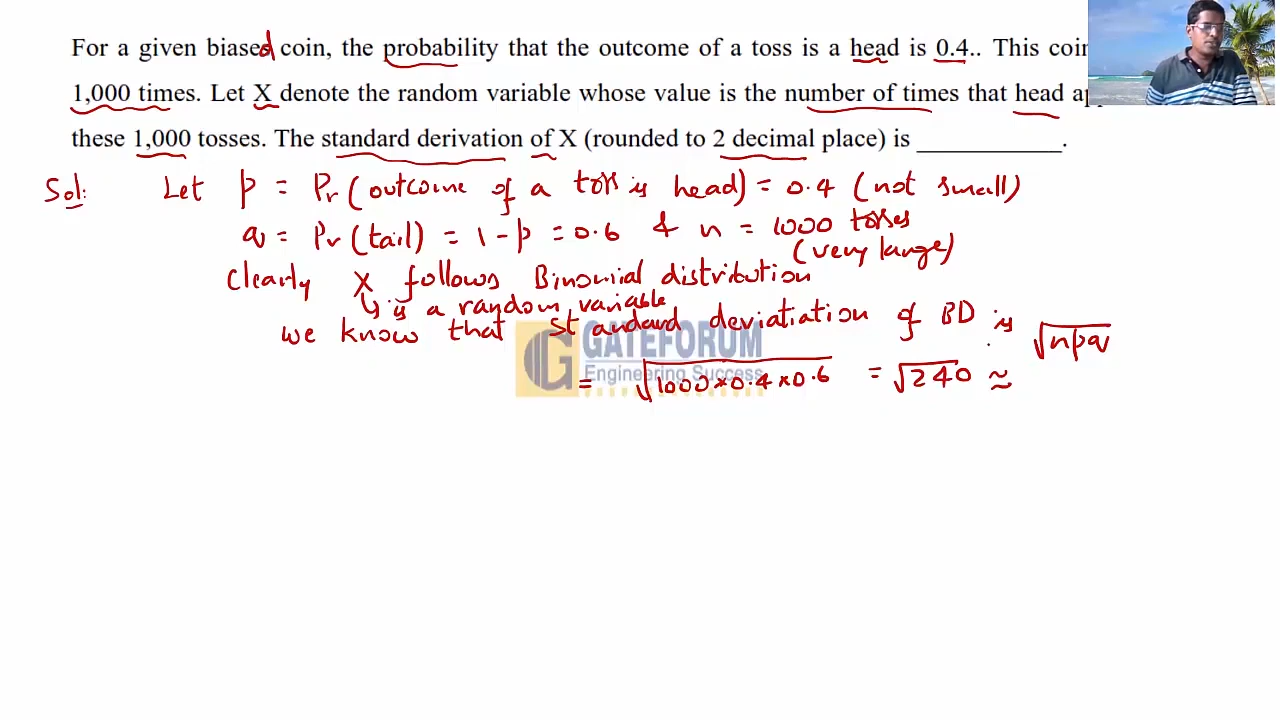 For a given biased coin, the probability that the outcome of a toss is a head is 0.4.. This coin
1,000 times. Let X denote the random variable whose value is the number of times that head ap
these 1,000 tosses. The standard derivation of X (rounded to 2 decimal place) is ____________.
Sol: Let p = Pr (outcome of a toss is head) = 0.4 (not small)
q = Pr (tail) = 1 - p = 0.6 & n = 1000 tosses
(very large)
Clearly X follows Binomial distribution
↳ is a random variable
we know that standard deviatiation of BD is √npq
= √1000×0.4×0.6 = √240 ≈
GATEFORUM
Engineering Success